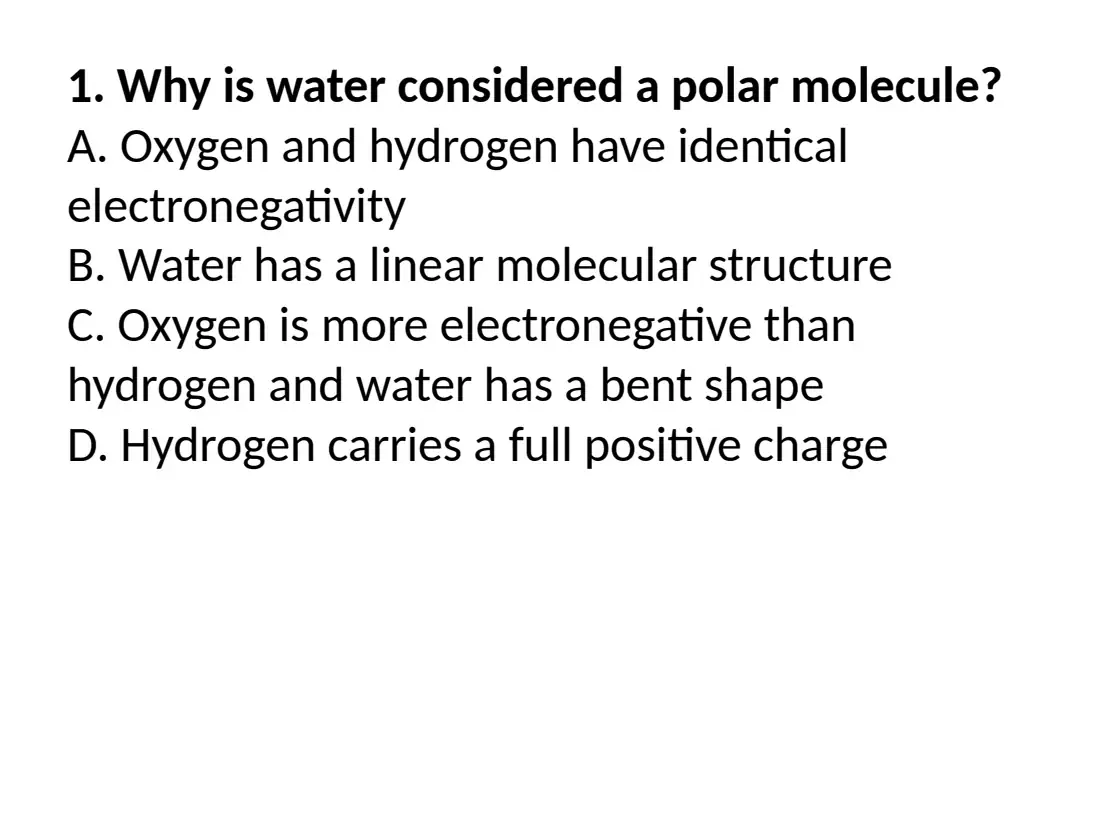 1. Why is water considered a polar molecule?
A. Oxygen and hydrogen have identical
electronegativity
B. Water has a linear molecular structure
C. Oxygen is more electronegative than
hydrogen and water has a bent shape
D. Hydrogen carries a full positive charge